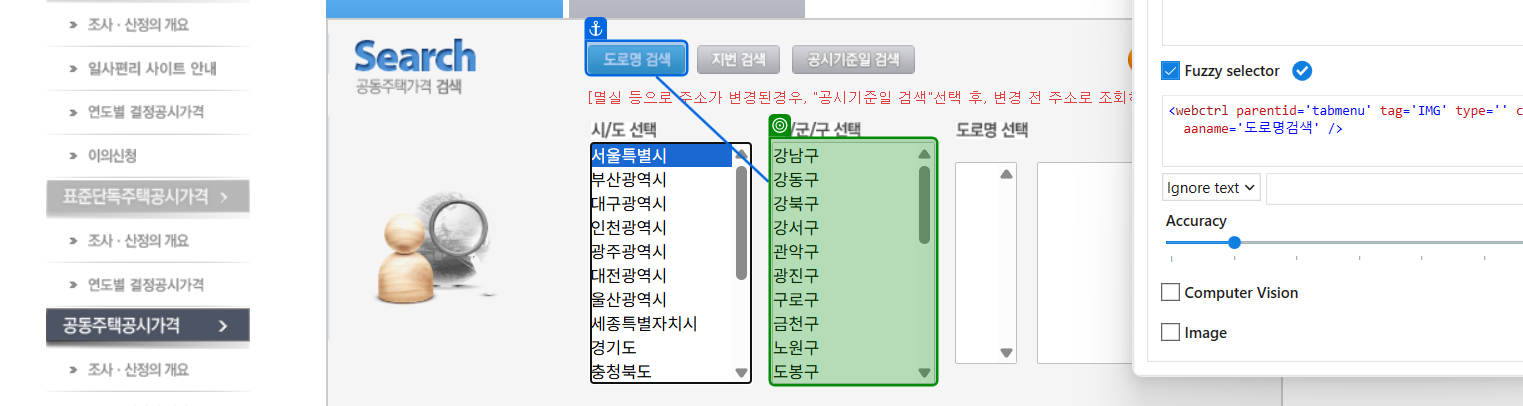 조사 · 산정의 개요
일사편리 사이트 안내
연도별 결정공시가격
이의신청
표준단독주택공시가격
조사 · 산정의 개요
연도별 결정공시가격
공동주택공시가격
조사 · 산정의 개요
Search
공동주택가격 검색
도로명 검색
지번 검색
공시기준일 검색
[멸실 등으로 주소가 변경된경우, "공시기준일 검색"선택 후, 변경 전 주소로 조회
시/도 선택
/군/구 선택
도로명 선택
서울특별시
부산광역시
대구광역시
인천광역시
광주광역시
대전광역시
울산광역시
세종특별자치시
경기도
충청북도
강남구
강동구
강북구
강서구
관악구
광진구
구로구
금천구
노원구
도봉구
Fuzzy selector
<webctrl parentid='tabmenu' tag='IMG' type='' c
aaname='도로명검색' />
Ignore text
Accuracy
Computer Vision
Image